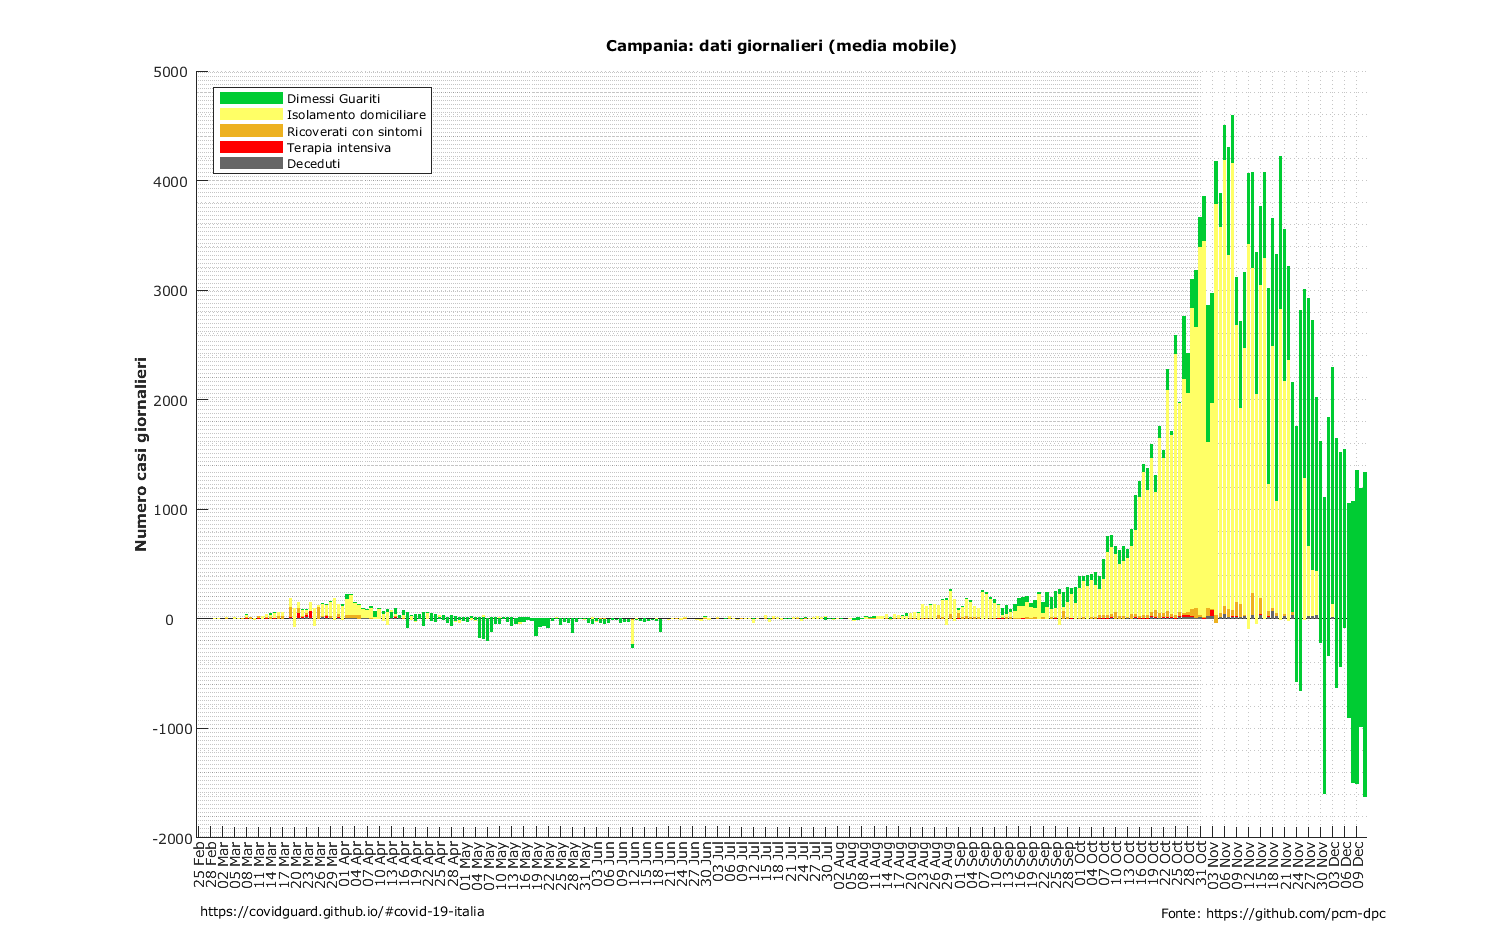 Campania: dati giornalieri (media mobile)
5000
4000
3000
2000
1000
0
-1000
-2000
Numero casi giornalieri
Dimessi Guariti
Isolamento domiciliare
Ricoverati con sintomi
Terapia intensiva
Deceduti
25 Feb
28 Feb
02 Mar
05 Mar
08 Mar
11 Mar
14 Mar
17 Mar
20 Mar
23 Mar
26 Mar
29 Mar
01 Apr
04 Apr
07 Apr
10 Apr
13 Apr
16 Apr
19 Apr
22 Apr
25 Apr
28 Apr
01 May
04 May
07 May
10 May
13 May
16 May
19 May
22 May
25 May
28 May
31 May
03 Jun
06 Jun
09 Jun
12 Jun
15 Jun
18 Jun
21 Jun
24 Jun
27 Jun
30 Jun
03 Jul
06 Jul
09 Jul
12 Jul
15 Jul
18 Jul
21 Jul
24 Jul
27 Jul
30 Jul
02 Aug
05 Aug
08 Aug
11 Aug
14 Aug
17 Aug
20 Aug
23 Aug
26 Aug
29 Aug
01 Sep
04 Sep
07 Sep
10 Sep
13 Sep
16 Sep
19 Sep
22 Sep
25 Sep
28 Sep
01 Oct
04 Oct
07 Oct
10 Oct
13 Oct
16 Oct
19 Oct
22 Oct
25 Oct
28 Oct
31 Oct
03 Nov
06 Nov
09 Nov
12 Nov
15 Nov
18 Nov
21 Nov
24 Nov
27 Nov
30 Nov
03 Dec
06 Dec
09 Dec
https://covidguard.github.io/#covid-19-italia
Fonte: https://github.com/pcm-dpc